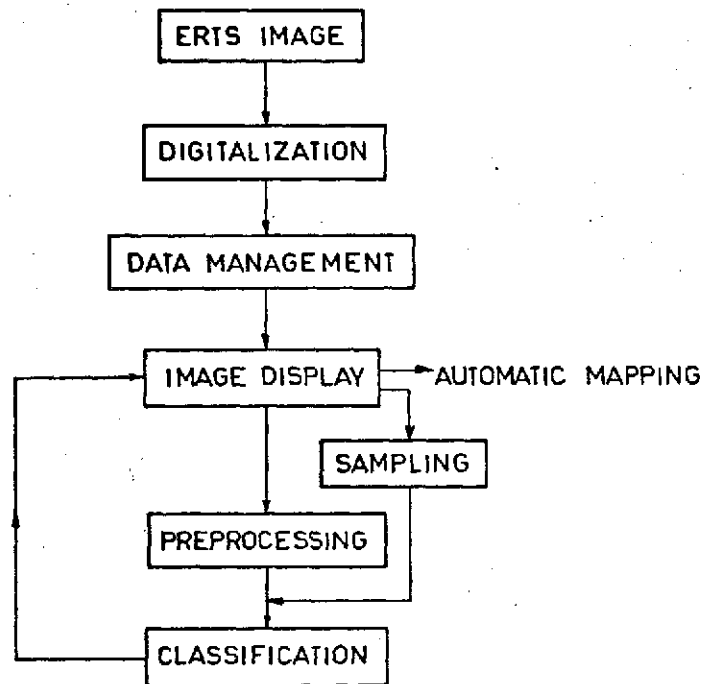 ERTS IMAGE
DIGITALIZATION
DATA MANAGEMENT
IMAGE DISPLAY
AUTOMATIC MAPPING
SAMPLING
PREPROCESSING
CLASSIFICATION